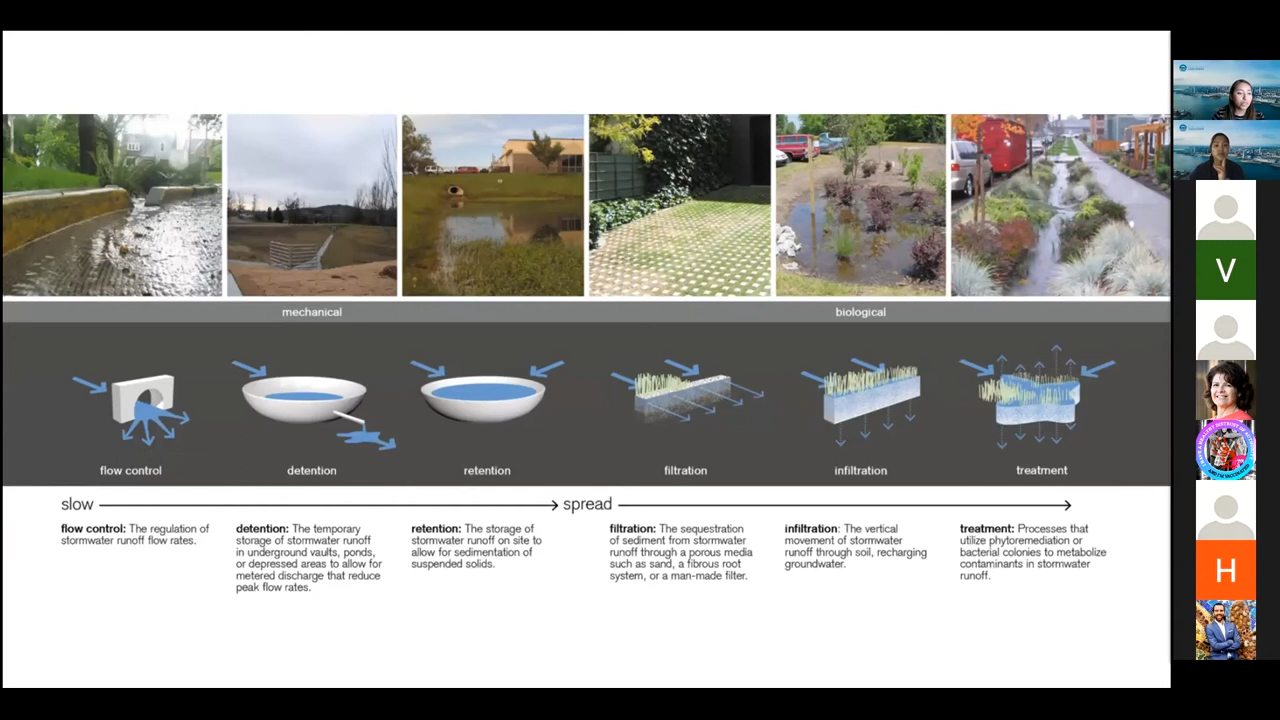 mechanical
biological
flow control
detention
retention
filtration
infiltration
treatment
slow
spread
flow control: The regulation of
stormwater runoff flow rates.
detention: The temporary
storage of stormwater runoff
in underground vaults, ponds,
or depressed areas to allow for
metered discharge that reduce
peak flow rates.
retention: The storage of
stormwater runoff on site to
allow for sedimentation of
suspended solids.
filtration: The sequestration
of sediment from stormwater
runoff through a porous media
such as sand, a fibrous root
system, or a man-made filter.
infiltration: The vertical
movement of stormwater
runoff through soil, recharging
groundwater.
treatment: Processes that
utilize phytoremediation or
bacterial colonies to metabolize
contaminants in stormwater
runoff.
V
AND I'M VACCINATED
H